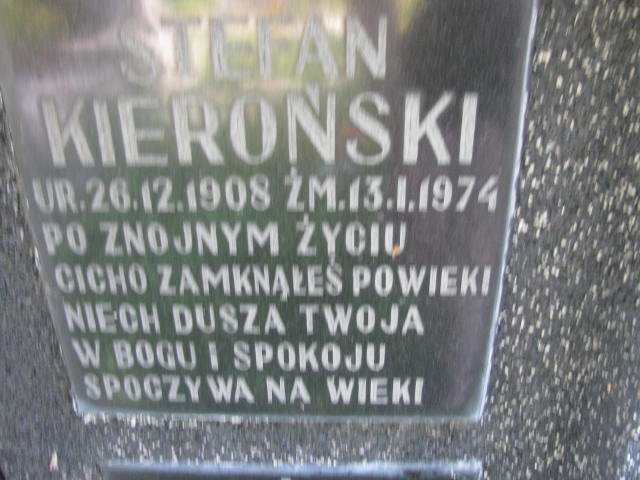 STEFAN
KIEROŃSKI
UR.26.12.1908 ŻM.13.1.1974
PO ZNOJNYM ŻYCIU
CICHO ZAMKNĄŁEŚ POWIEKI
NIECH DUSZA TWOJA
W BOGU I SPOKOJU
SPOCZYWA NA WIEKI